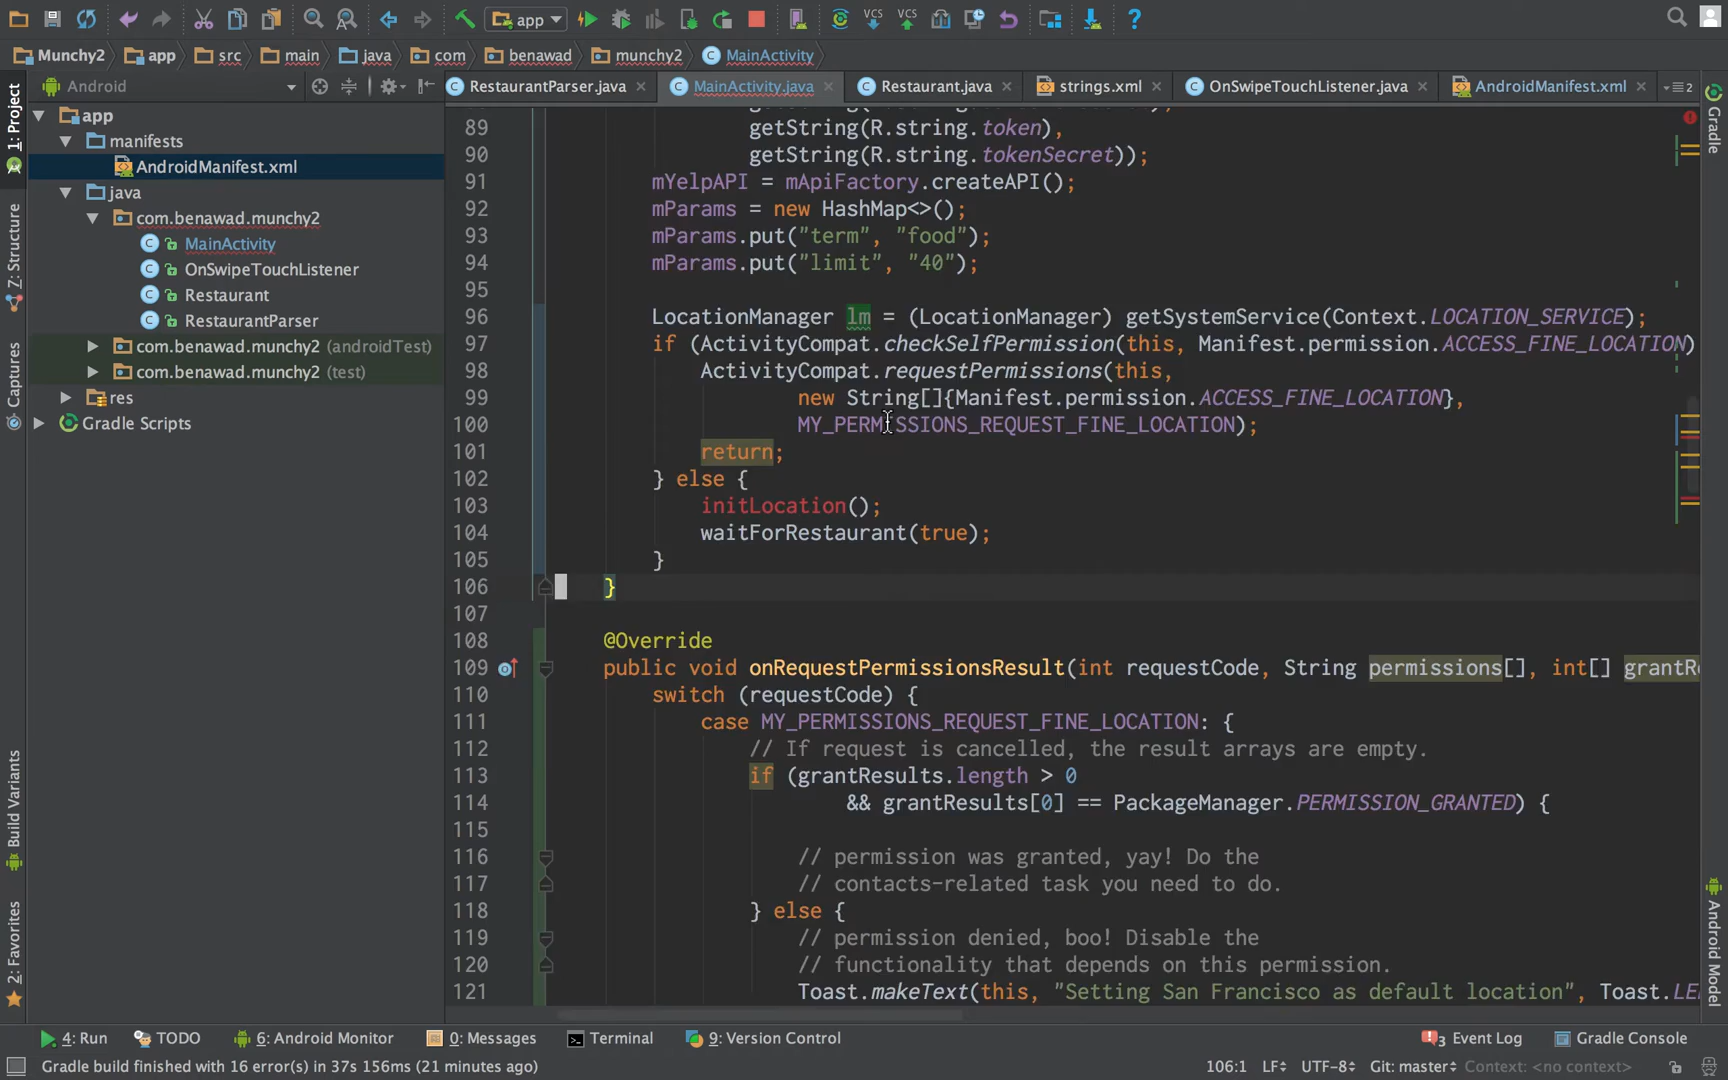 app
Munchy2 app src main java com benawad munchy2 MainActivity
Android
RestaurantParser.java MainActivity.java Restaurant.java strings.xml OnSwipeTouchListener.java AndroidManifest.xml 2
1: Project
Z: Structure
Captures
Build Variants
2: Favorites
Gradle
Android Model
app
manifests
AndroidManifest.xml
java
com.benawad.munchy2
MainActivity
OnSwipeTouchListener
Restaurant
RestaurantParser
com.benawad.munchy2 (androidTest)
com.benawad.munchy2 (test)
res
Gradle Scripts
89 getString(R.string.token),
90 getString(R.string.tokenSecret));
91 mYelpAPI = mApiFactory.createAPI();
92 mParams = new HashMap<>();
93 mParams.put("term", "food");
94 mParams.put("limit", "40");
95
96 LocationManager lm = (LocationManager) getSystemService(Context.LOCATION_SERVICE);
97 if (ActivityCompat.checkSelfPermission(this, Manifest.permission.ACCESS_FINE_LOCATION)
98 ActivityCompat.requestPermissions(this,
99 new String[]{Manifest.permission.ACCESS_FINE_LOCATION},
100 MY_PERMISSIONS_REQUEST_FINE_LOCATION);
101 return;
102 } else {
103 initLocation();
104 waitForRestaurant(true);
105 }
106 }
107
108 @Override
109 public void onRequestPermissionsResult(int requestCode, String permissions[], int[] grantRe
110 switch (requestCode) {
111 case MY_PERMISSIONS_REQUEST_FINE_LOCATION: {
112 // If request is cancelled, the result arrays are empty.
113 if (grantResults.length > 0
114 && grantResults[0] == PackageManager.PERMISSION_GRANTED) {
115
116 // permission was granted, yay! Do the
117 // contacts-related task you need to do.
118 } else {
119 // permission denied, boo! Disable the
120 // functionality that depends on this permission.
121 Toast.makeText(this, "Setting San Francisco as default location", Toast.LE
4: Run TODO 6: Android Monitor 0: Messages Terminal 9: Version Control 3 Event Log Gradle Console
Gradle build finished with 16 error(s) in 37s 156ms (21 minutes ago) 106:1 LF UTF-8 Git: master Context: <no context>